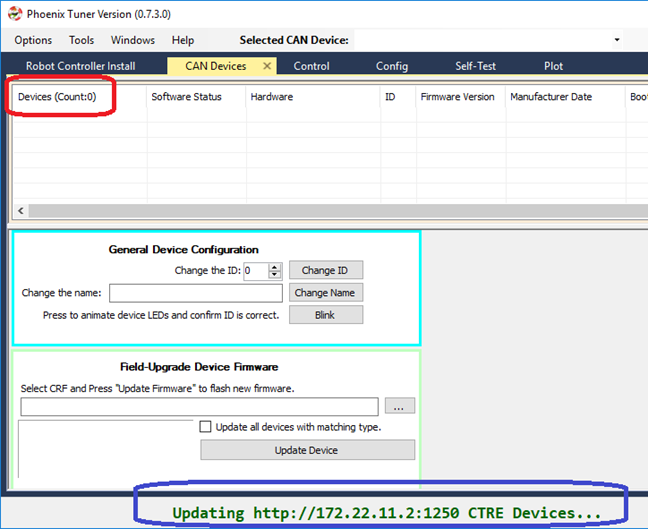 Phoenix Tuner Version (0.7.3.0)
Options Tools Windows Help Selected CAN Device:
Robot Controller Install CAN Devices × Control Config Self-Test Plot
Devices (Count:0) Software Status Hardware ID Firmware Version Manufacturer Date Boot
General Device Configuration
Change the ID: 0 Change ID
Change the name: Change Name
Press to animate device LEDs and confirm ID is correct. Blink
Field-Upgrade Device Firmware
Select CRF and Press "Update Firmware" to flash new firmware.
...
Update all devices with matching type.
Update Device
Updating http://172.22.11.2:1250 CTRE Devices...